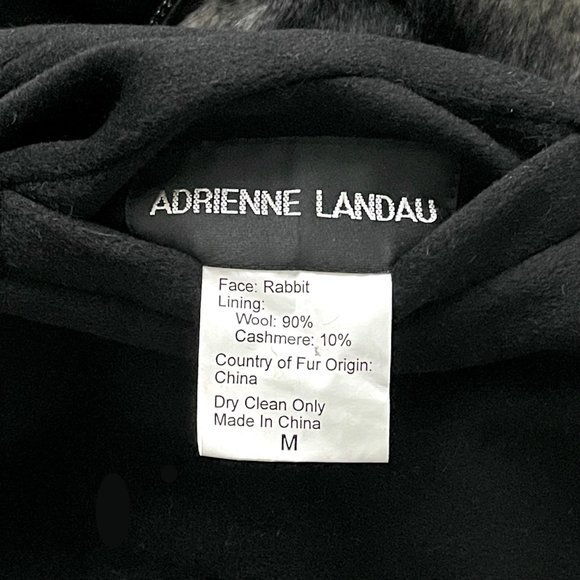 ADRIENNE LANDAU
Face: Rabbit
Lining:
Wool: 90%
Cashmere: 10%
Country of Fur Origin:
China
Dry Clean Only
Made In China
M